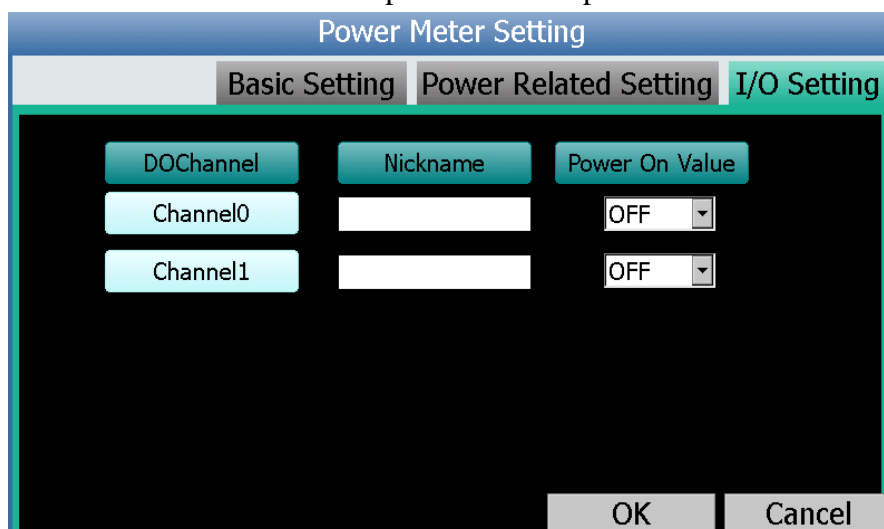 Power Meter Setting
Basic Setting Power Related Setting I/O Setting
DOChannel Nickname Power On Value
Channel0 OFF
Channel1 OFF
OK Cancel